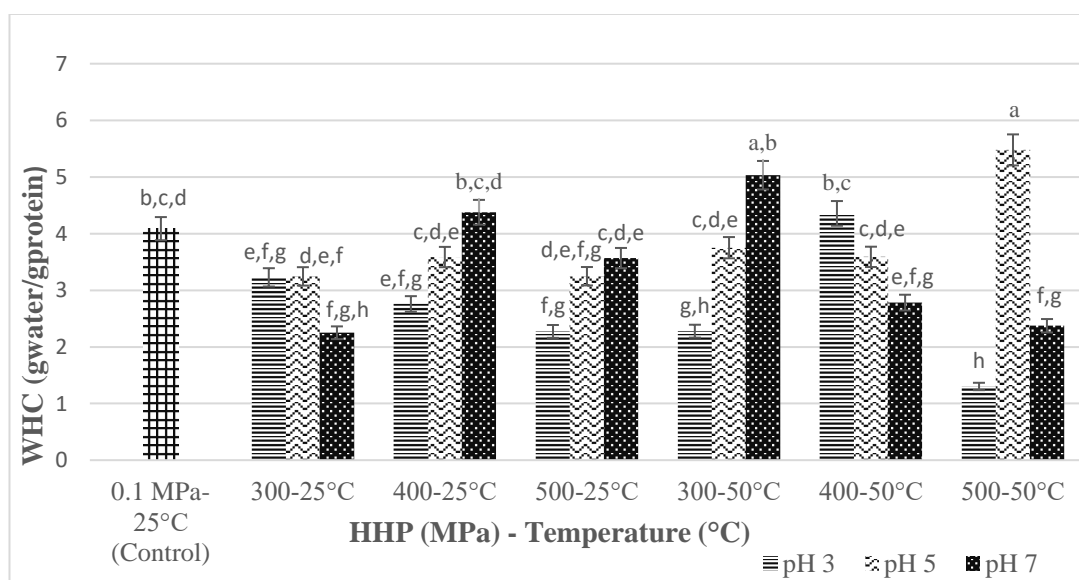 WHC (gwater/gprotein)
7
6
5
4
3
2
1
0
b,c,d
e,f,g
d,e,f
f,g,h
e,f,g
c,d,e
b,c,d
f,g
d,e,f,g
c,d,e
g,h
c,d,e
a,b
b,c
c,d,e
e,f,g
h
a
f,g
0.1 MPa-
25°C
(Control)
300-25°C
400-25°C
500-25°C
300-50°C
400-50°C
500-50°C
HHP (MPa) - Temperature (°C)
pH 3
pH 5
pH 7